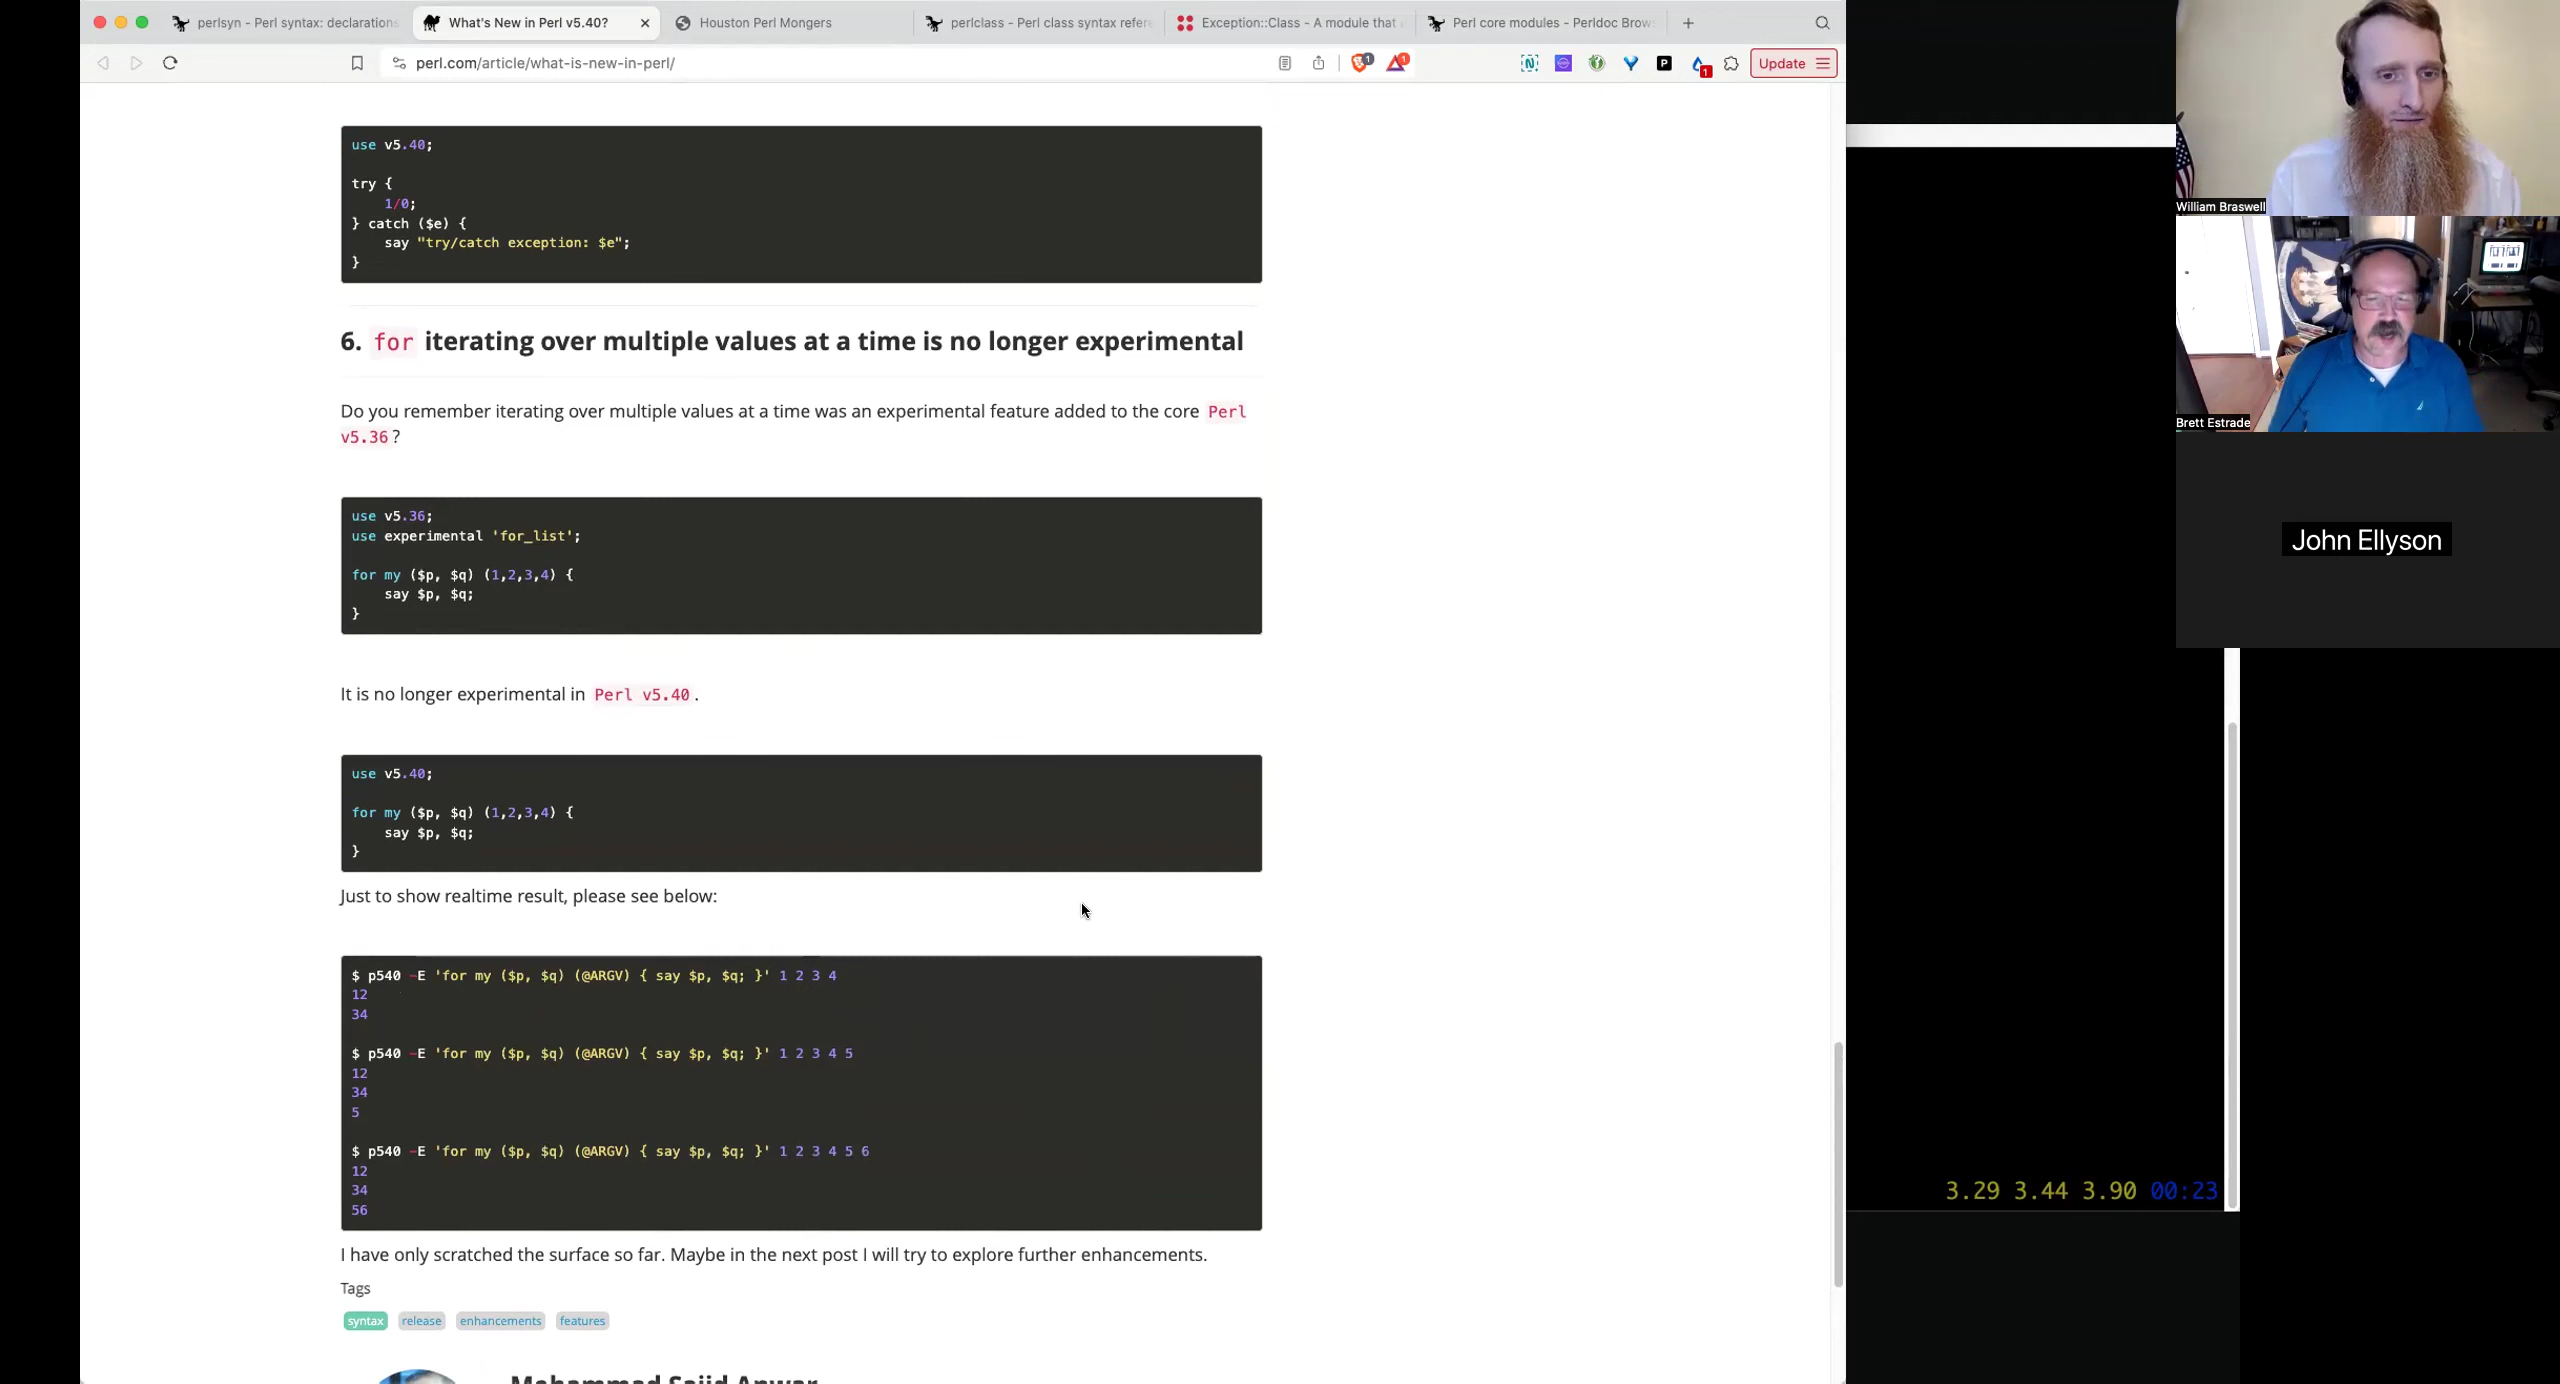 perlsyn - Perl syntax: declarations
What's New in Perl v5.40?
Houston Perl Mongers
perlclass - Perl class syntax refere
Exception::Class - A module that a
Perl core modules - Perldoc Brow
perl.com/article/what-is-new-in-perl/
1
1
1
Update
use v5.40;
try {
1/0;
} catch ($e) {
say "try/catch exception: $e";
}
6. for iterating over multiple values at a time is no longer experimental
Do you remember iterating over multiple values at a time was an experimental feature added to the core Perl
v5.36?
use v5.36;
use experimental 'for_list';
for my ($p, $q) (1,2,3,4) {
say $p, $q;
}
It is no longer experimental in Perl v5.40.
use v5.40;
for my ($p, $q) (1,2,3,4) {
say $p, $q;
}
Just to show realtime result, please see below:
$ p540 -E 'for my ($p, $q) (@ARGV) { say $p, $q; }' 1 2 3 4
12
34
$ p540 -E 'for my ($p, $q) (@ARGV) { say $p, $q; }' 1 2 3 4 5
12
34
5
$ p540 -E 'for my ($p, $q) (@ARGV) { say $p, $q; }' 1 2 3 4 5 6
12
34
56
I have only scratched the surface so far. Maybe in the next post I will try to explore further enhancements.
Tags
syntax release enhancements features
Mohammad Sajid Anwar
William Braswell
Brett Estrade
John Ellyson
3.29 3.44 3.90 00:23